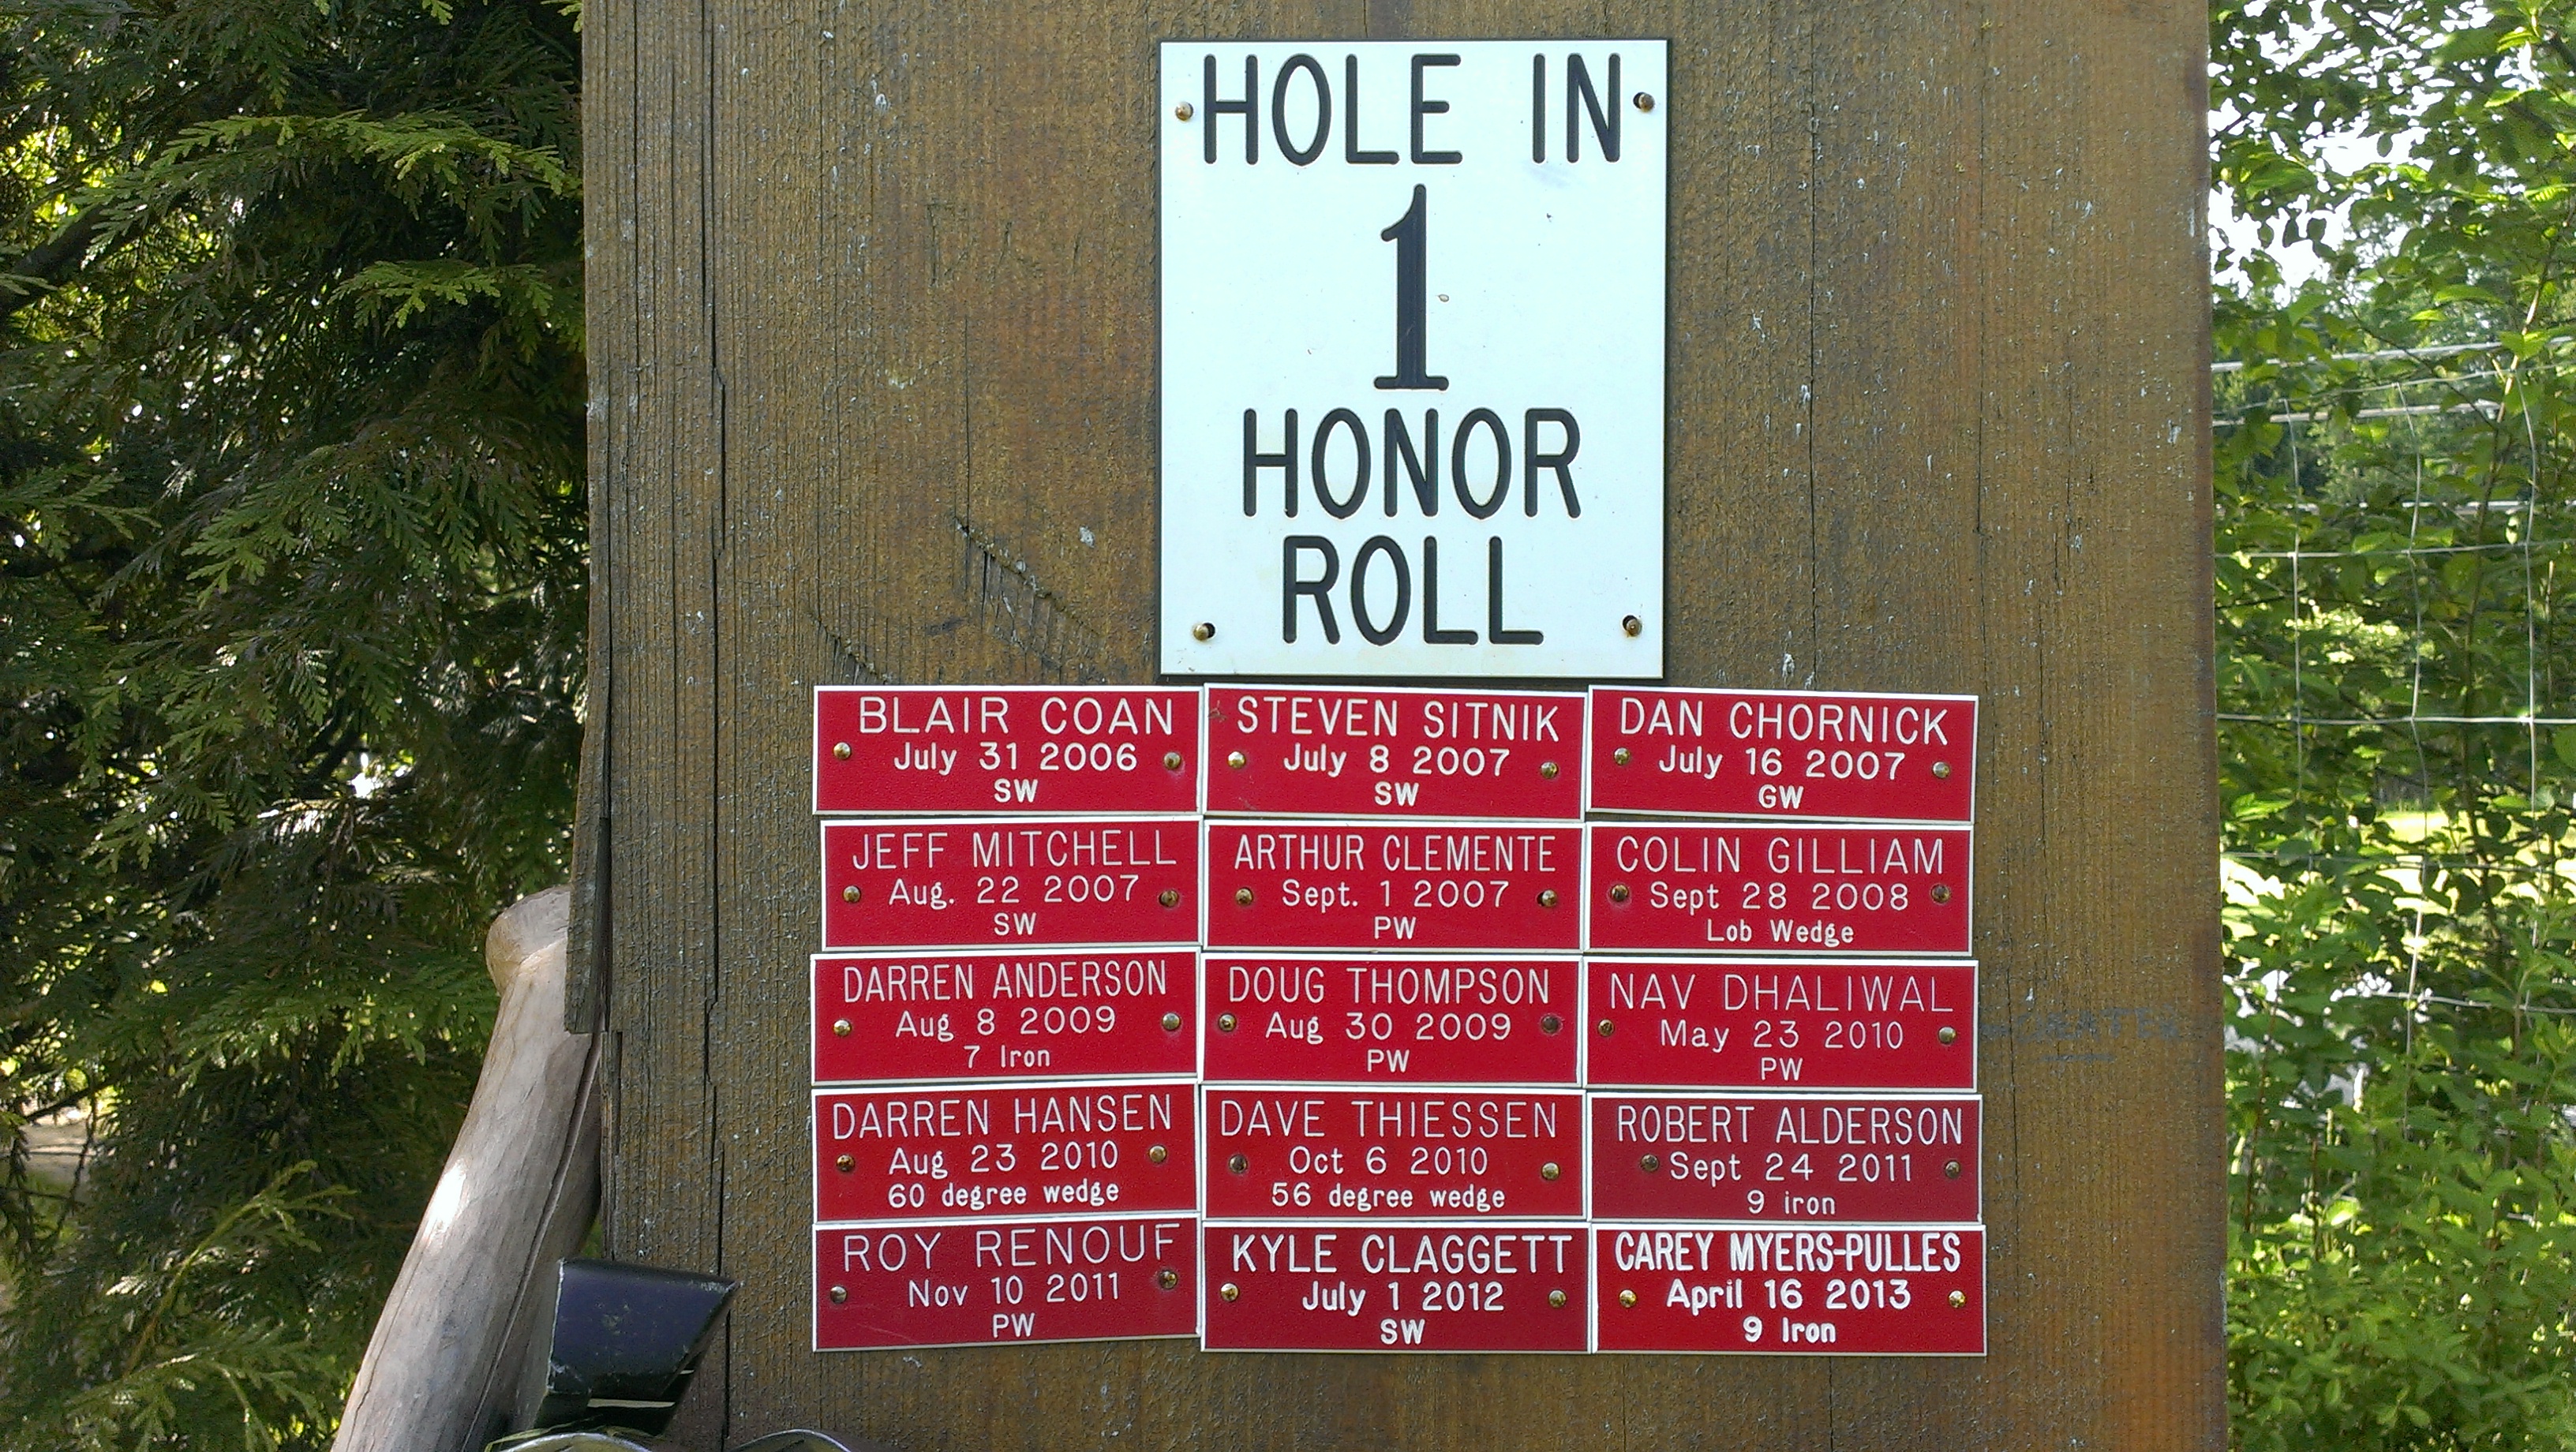 HOLE IN
1
HONOR
ROLL
BLAIR COAN
July 31 2006
SW
STEVEN SITNIK
July 8 2007
SW
DAN CHORNICK
July 16 2007
GW
JEFF MITCHELL
Aug. 22 2007
SW
ARTHUR CLEMENTE
Sept. 1 2007
PW
COLIN GILLIAM
Sept 28 2008
Lob Wedge
DARREN ANDERSON
Aug 8 2009
7 Iron
DOUG THOMPSON
Aug 30 2009
PW
NAV DHALIWAL
May 23 2010
PW
DARREN HANSEN
Aug 23 2010
60 degree wedge
DAVE THIESSEN
Oct 6 2010
56 degree wedge
ROBERT ALDERSON
Sept 24 2011
9 iron
ROY RENOUF
Nov 10 2011
PW
KYLE CLAGGETT
July 1 2012
SW
CAREY MYERS-PULLES
April 16 2013
9 Iron